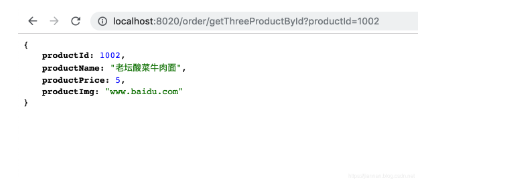 localhost:8020/order/getThreeProductById?productId=1002
{
productId: 1002,
productName: "老坛酸菜牛肉面",
productPrice: 5,
productImg: "www.baidu.com"
}